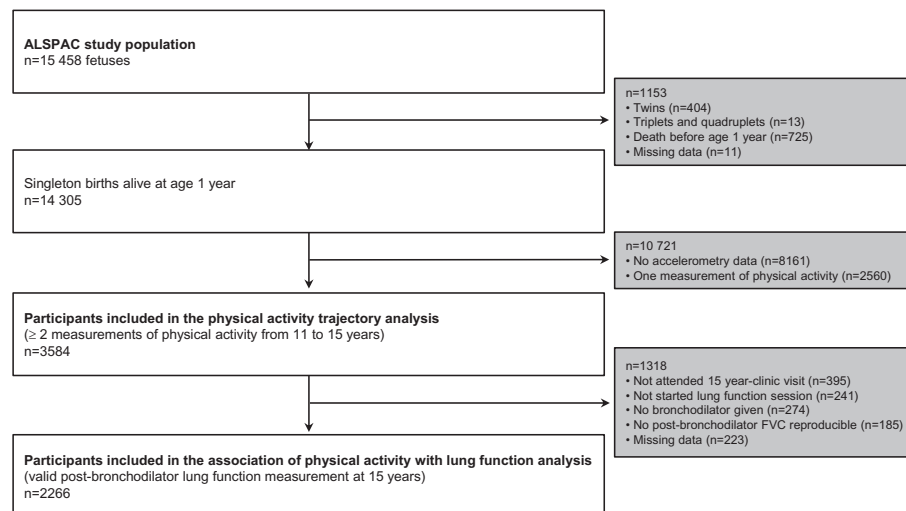 ALSPAC study population
n=15 458 fetuses
n=1153
• Twins (n=404)
• Triplets and quadruplets (n=13)
• Death before age 1 year (n=725)
• Missing data (n=11)
Singleton births alive at age 1 year
n=14 305
n=10 721
• No accelerometry data (n=8161)
• One measurement of physical activity (n=2560)
Participants included in the physical activity trajectory analysis
(≥ 2 measurements of physical activity from 11 to 15 years)
n=3584
n=1318
• Not attended 15 year-clinic visit (n=395)
• Not started lung function session (n=241)
• No bronchodilator given (n=274)
• No post-bronchodilator FVC reproducible (n=185)
• Missing data (n=223)
Participants included in the association of physical activity with lung function analysis
(valid post-bronchodilator lung function measurement at 15 years)
n=2266